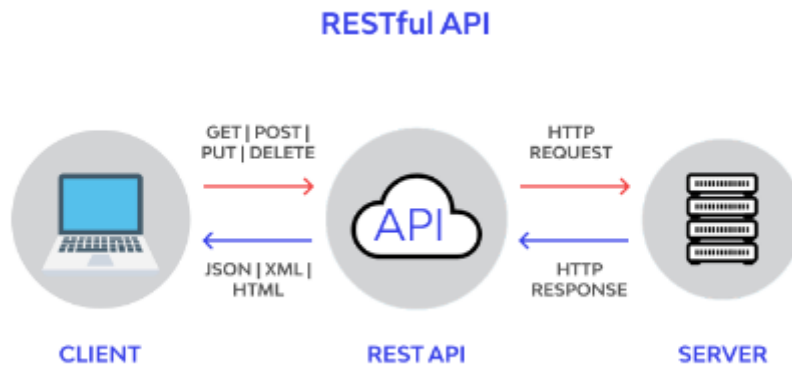 RESTful API
GET | POST |
PUT | DELETE
HTTP
REQUEST
API
JSON | XML |
HTML
HTTP
RESPONSE
CLIENT
REST API
SERVER